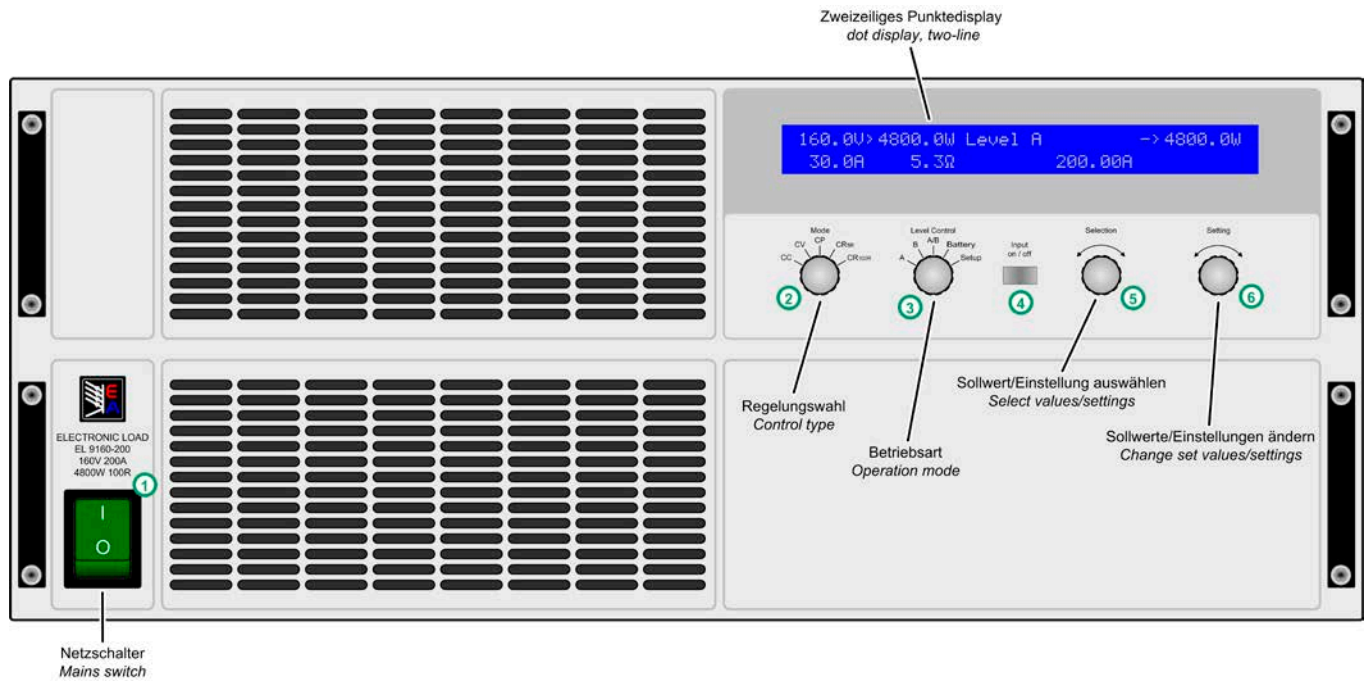 Zweizeiliges Punktedisplay
dot display, two-line
160.0V>4800.0W Level A ->4800.0W
30.0A 5.3Ω 200.00A
Mode
CC CV CP CR5R CR100R
2
Level Control
A B A/B Battery Setup
3
Input
on / off
4
Selection
5
Setting
6
Regelungswahl
Control type
Betriebsart
Operation mode
Sollwert/Einstellung auswählen
Select values/settings
Sollwerte/Einstellungen ändern
Change set values/settings
EA
ELECTRONIC LOAD
EL 9160-200
160V 200A
4800W 100R
1
I
O
Netzschalter
Mains switch